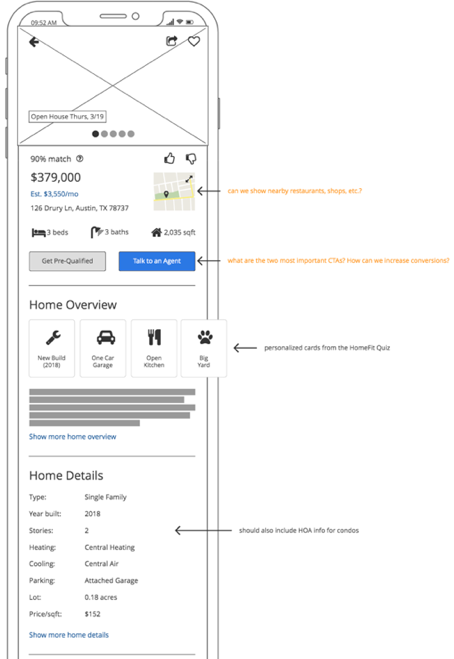 09:52 AM
Open House Thurs, 3/19
90% match
$379,000
Est. $3,550/mo
126 Drury Ln, Austin, TX 78737
can we show nearby restaurants, shops, etc.?
3 beds
3 baths
2,035 sqft
Get Pre-Qualified
Talk to an Agent
what are the two most important CTAs? How can we increase conversions?
Home Overview
New Build
(2018)
One Car
Garage
Open
Kitchen
Big
Yard
personalized cards from the HomeFit Quiz
Show more home overview
Home Details
Type: Single Family
Year built: 2018
Stories: 2
should also include HOA info for condos
Heating: Central Heating
Cooling: Central Air
Parking: Attached Garage
Lot: 0.18 acres
Price/sqft: $152
Show more home details